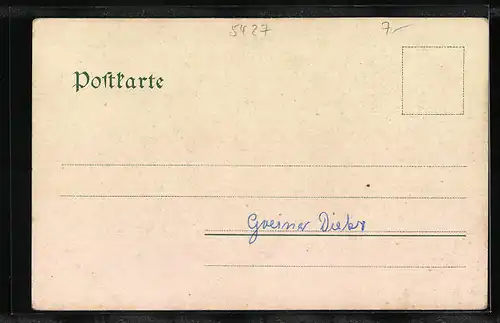 5427 7,-
Postkarte
Greiner Dieter